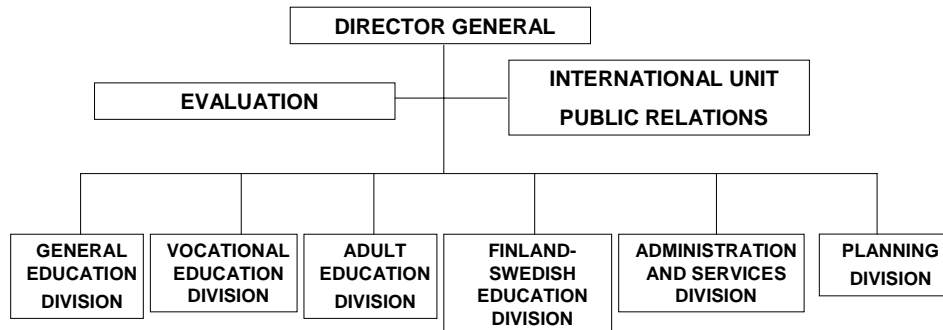 DIRECTOR GENERAL
EVALUATION
INTERNATIONAL UNIT
PUBLIC RELATIONS
GENERAL
EDUCATION
DIVISION
VOCATIONAL
EDUCATION
DIVISION
ADULT
EDUCATION
DIVISION
FINLAND-
SWEDISH
EDUCATION
DIVISION
ADMINISTRATION
AND SERVICES
DIVISION
PLANNING
DIVISION